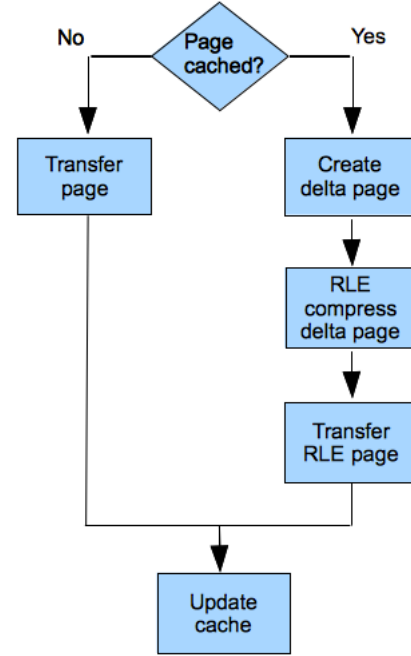 Page
cached?
No
Yes
Transfer
page
Create
delta page
RLE
compress
delta page
Transfer
RLE page
Update
cache